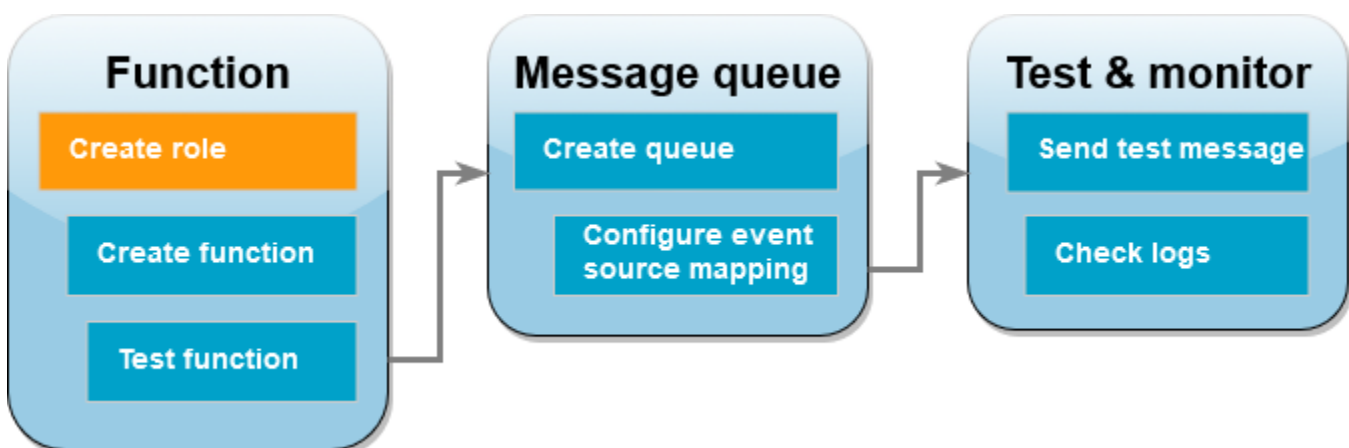 Function
Create role
Create function
Test function
Message queue
Create queue
Configure event
source mapping
Test & monitor
Send test message
Check logs